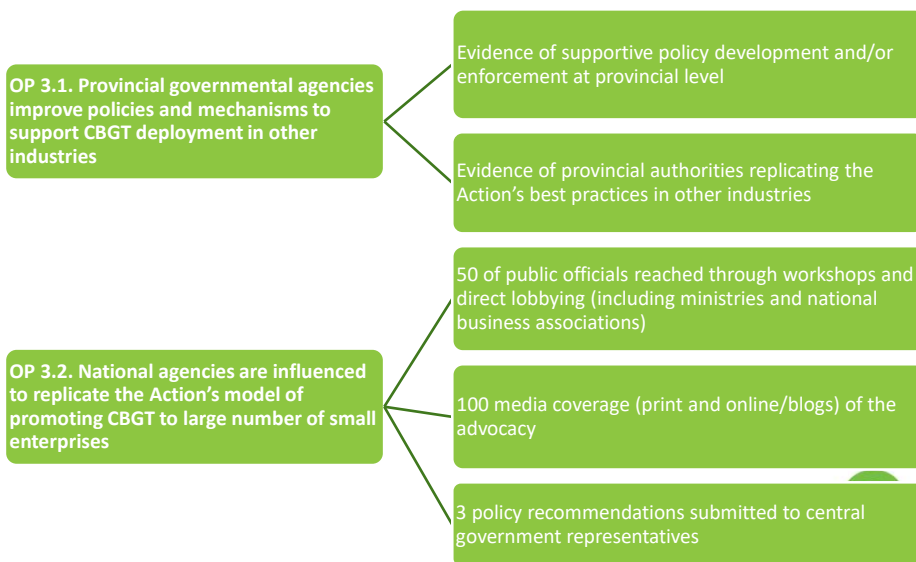 OP 3.1. Provincial governmental agencies
improve policies and mechanisms to
support CBGT deployment in other
industries
Evidence of supportive policy development and/or
enforcement at provincial level
Evidence of provincial authorities replicating the
Action’s best practices in other industries
OP 3.2. National agencies are influenced
to replicate the Action’s model of
promoting CBGT to large number of small
enterprises
50 of public officials reached through workshops and
direct lobbying (including ministries and national
business associations)
100 media coverage (print and online/blogs) of the
advocacy
3 policy recommendations submitted to central
government representatives